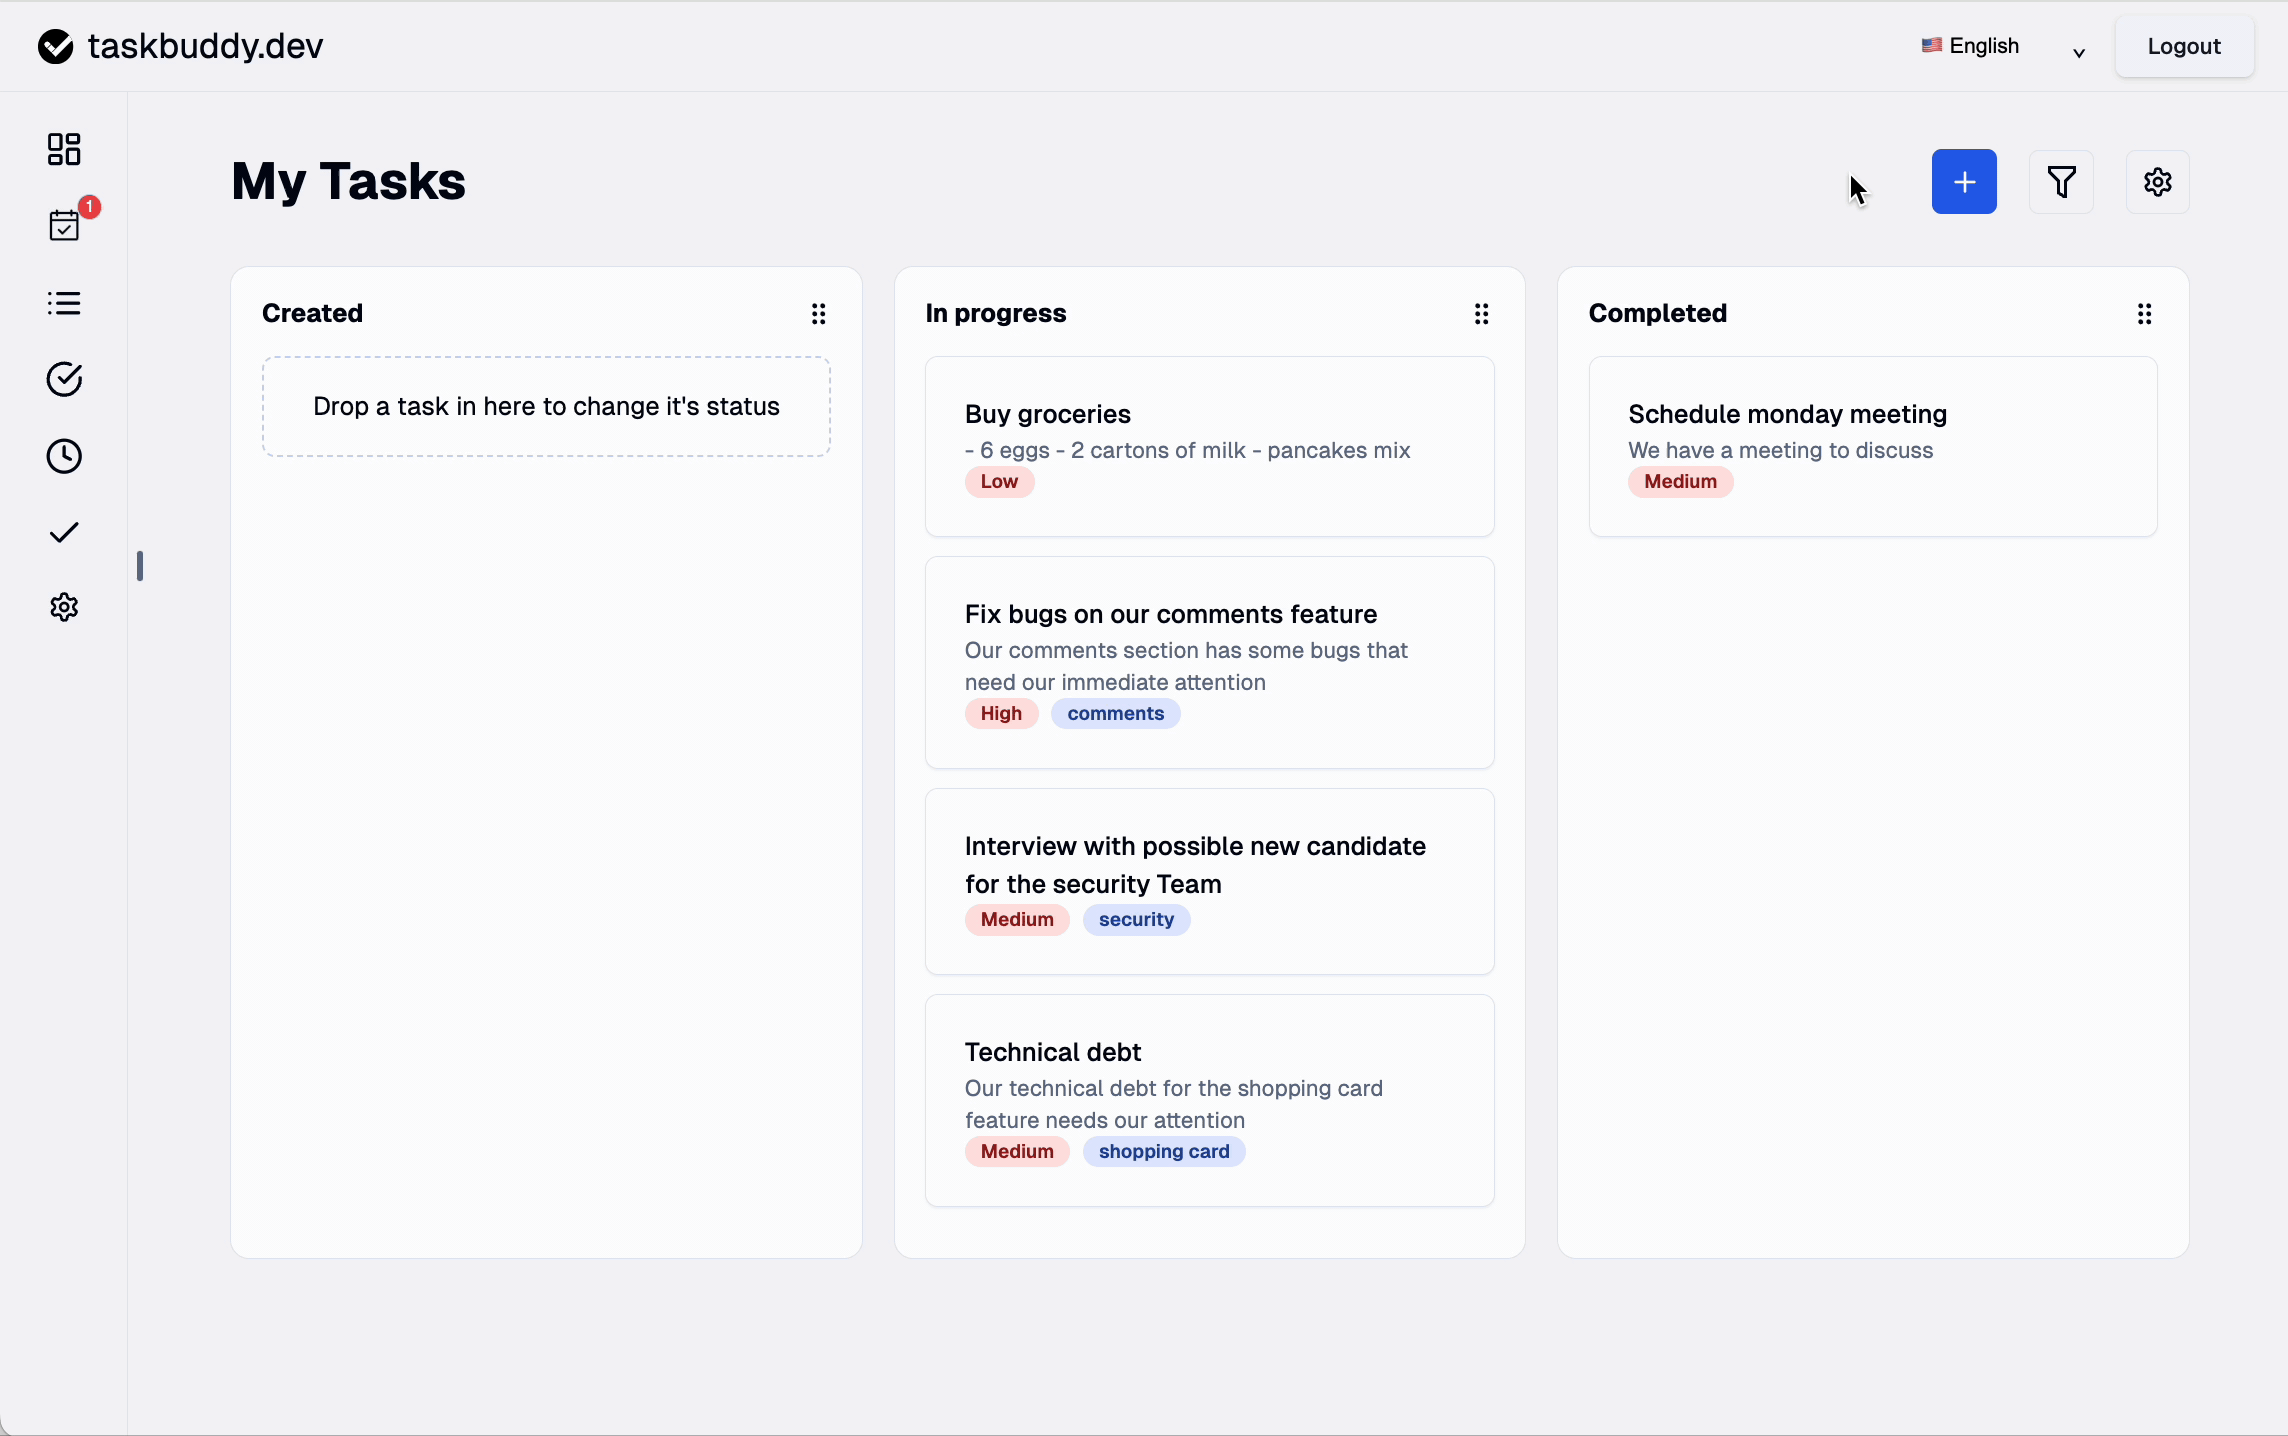 taskbuddy.dev
English
Logout
1
My Tasks
Created
Drop a task in here to change it's status
In progress
Buy groceries
- 6 eggs - 2 cartons of milk - pancakes mix
Low
Fix bugs on our comments feature
Our comments section has some bugs that
need our immediate attention
High comments
Interview with possible new candidate
for the security Team
Medium security
Technical debt
Our technical debt for the shopping card
feature needs our attention
Medium shopping card
Completed
Schedule monday meeting
We have a meeting to discuss
Medium